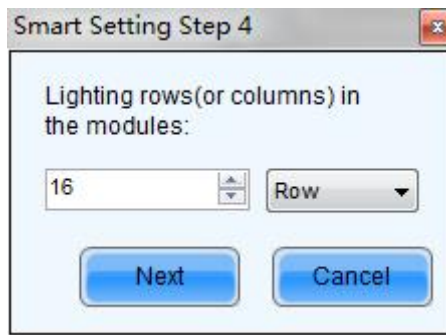 Smart Setting Step 4
x
Lighting rows(or columns) in
the modules:
16 Row
Next Cancel